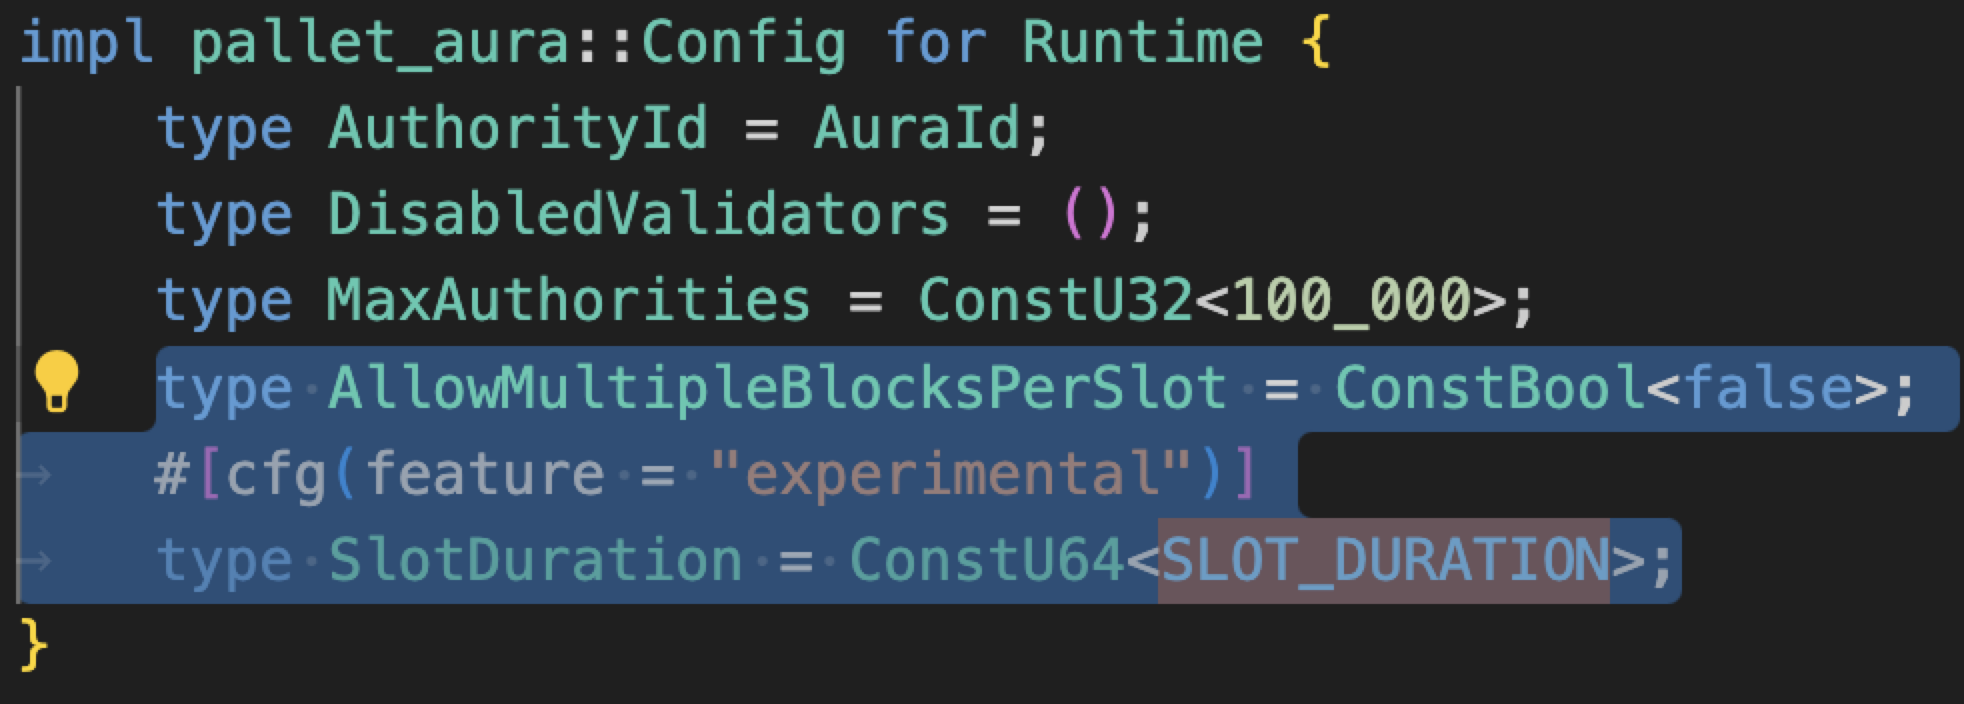 impl pallet_aura::Config for Runtime {
    type AuthorityId = AuraId;
    type DisabledValidators = ();
    type MaxAuthorities = ConstU32<100_000>;
    type AllowMultipleBlocksPerSlot = ConstBool<false>;
    #[cfg(feature = "experimental")]
    type SlotDuration = ConstU64<SLOT_DURATION>;
}